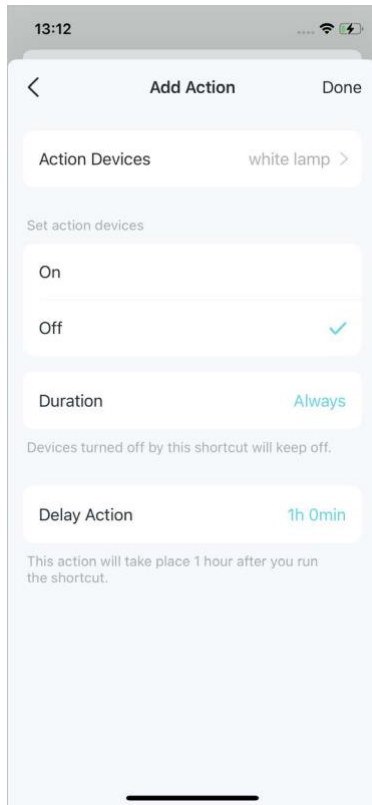 13:12
Add Action
Done
Action Devices
white lamp
Set action devices
On
Off
Duration
Always
Devices turned off by this shortcut will keep off.
Delay Action
1h 0min
This action will take place 1 hour after you run
the shortcut.